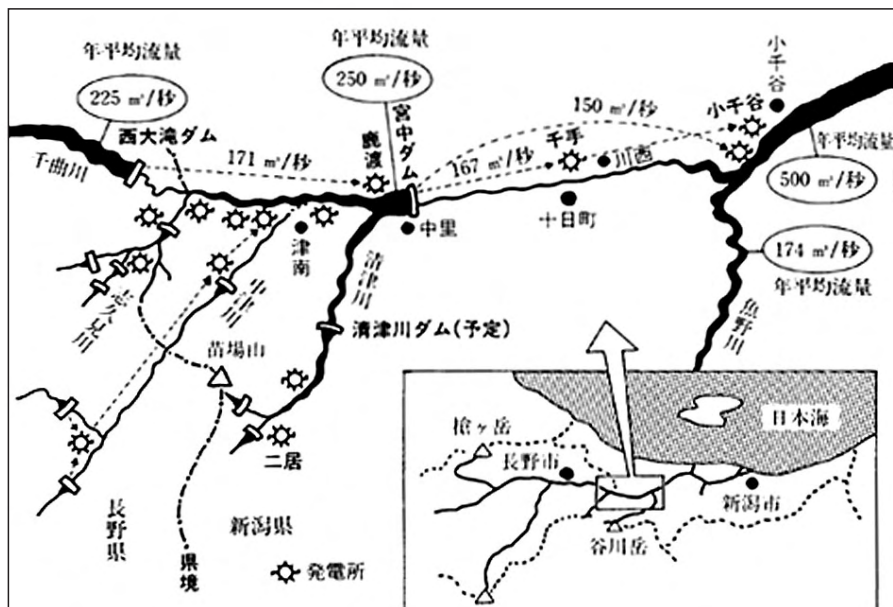 年平均流量
225 m³/秒
西大滝ダム
千曲川
171 m³/秒
年平均流量
250 m³/秒
宮中ダム
鹿渡
150 m³/秒
167 m³/秒
千手
川西
小千谷
小千谷
年平均流量
500 m³/秒
174 m³/秒
年平均流量
魚野川
十日町
中里
津南
清津川
中津川
志久見川
清津川ダム(予定)
苗場山
二居
長野県
新潟県
県境
発電所
日本海
槍ヶ岳
長野市
新潟市
谷川岳